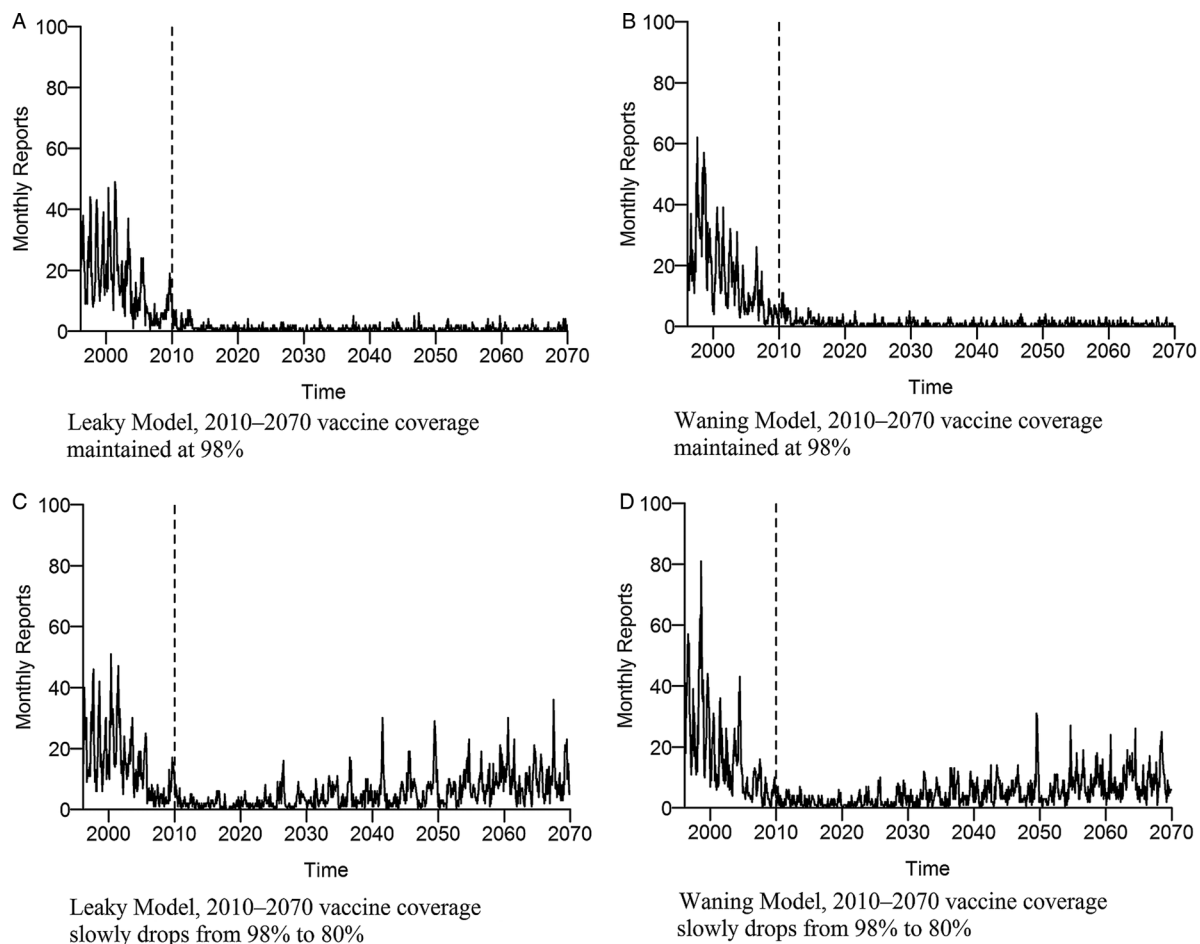 A
100
80
60
40
20
0
Monthly Reports
2000 2010 2020 2030 2040 2050 2060 2070
Time
Leaky Model, 2010–2070 vaccine coverage
maintained at 98%
B
100
80
60
40
20
0
Monthly Reports
2000 2010 2020 2030 2040 2050 2060 2070
Time
Waning Model, 2010–2070 vaccine coverage
maintained at 98%
C
100
80
60
40
20
0
Monthly Reports
2000 2010 2020 2030 2040 2050 2060 2070
Time
Leaky Model, 2010–2070 vaccine coverage
slowly drops from 98% to 80%
D
100
80
60
40
20
0
Monthly Reports
2000 2010 2020 2030 2040 2050 2060 2070
Time
Waning Model, 2010–2070 vaccine coverage
slowly drops from 98% to 80%